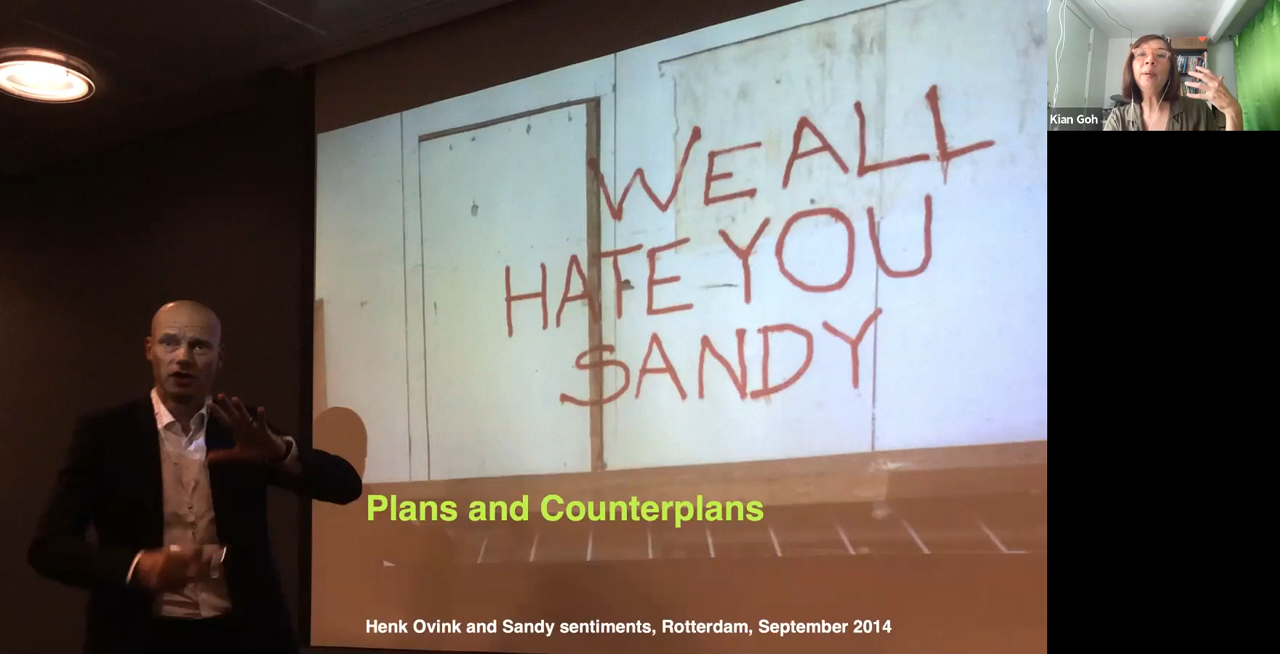 WE ALL
HATE YOU
SANDY
Kian Goh
Plans and Counterplans
Henk Ovink and Sandy sentiments, Rotterdam, September 2014